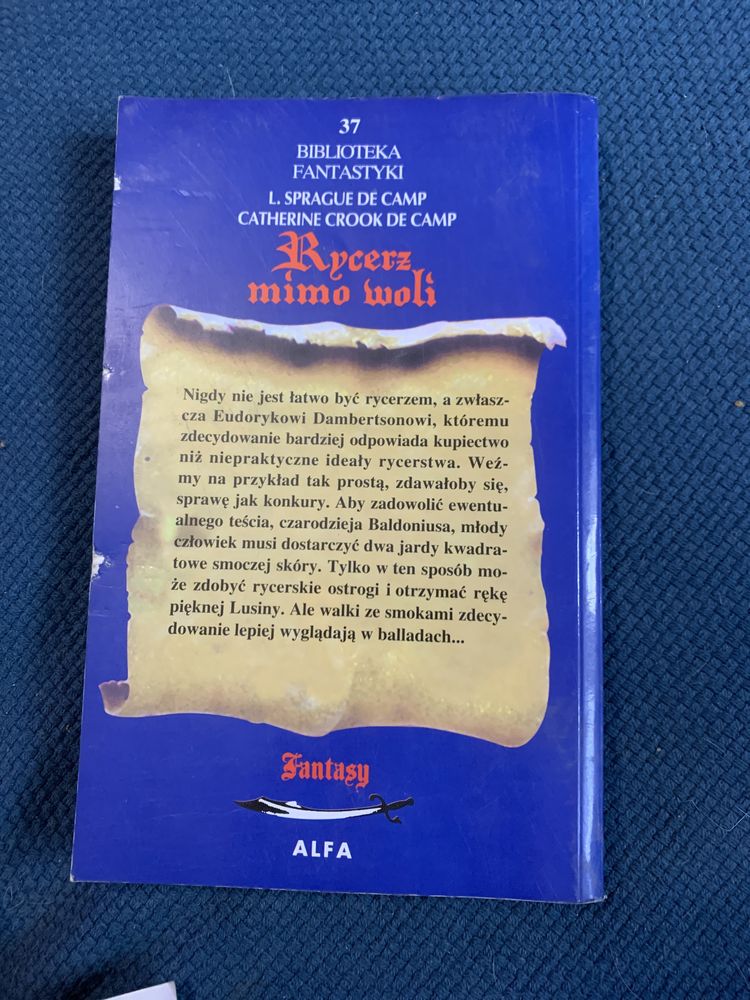 37
BIBLIOTEKA
FANTASTYKI
L. SPRAGUE DE CAMP
CATHERINE CROOK DE CAMP
Rycerz
mimo woli
Nigdy nie jest łatwo być rycerzem, a zwłasz-
cza Eudorykowi Dambertsonowi, któremu
zdecydowanie bardziej odpowiada kupiectwo
niż niepraktyczne ideały rycerstwa. Weź-
my na przykład tak prostą, zdawałoby się,
sprawę jak konkury. Aby zadowolić ewentu-
alnego teścia, czarodzieja Baldoniusa, młody
człowiek musi dostarczyć dwa jardy kwadra-
towe smoczej skóry. Tylko w ten sposób mo-
że zdobyć rycerskie ostrogi i otrzymać rękę
pięknej Lusiny. Ale walki ze smokami zdecy-
dowanie lepiej wyglądają w balladach...
Fantasy
ALFA